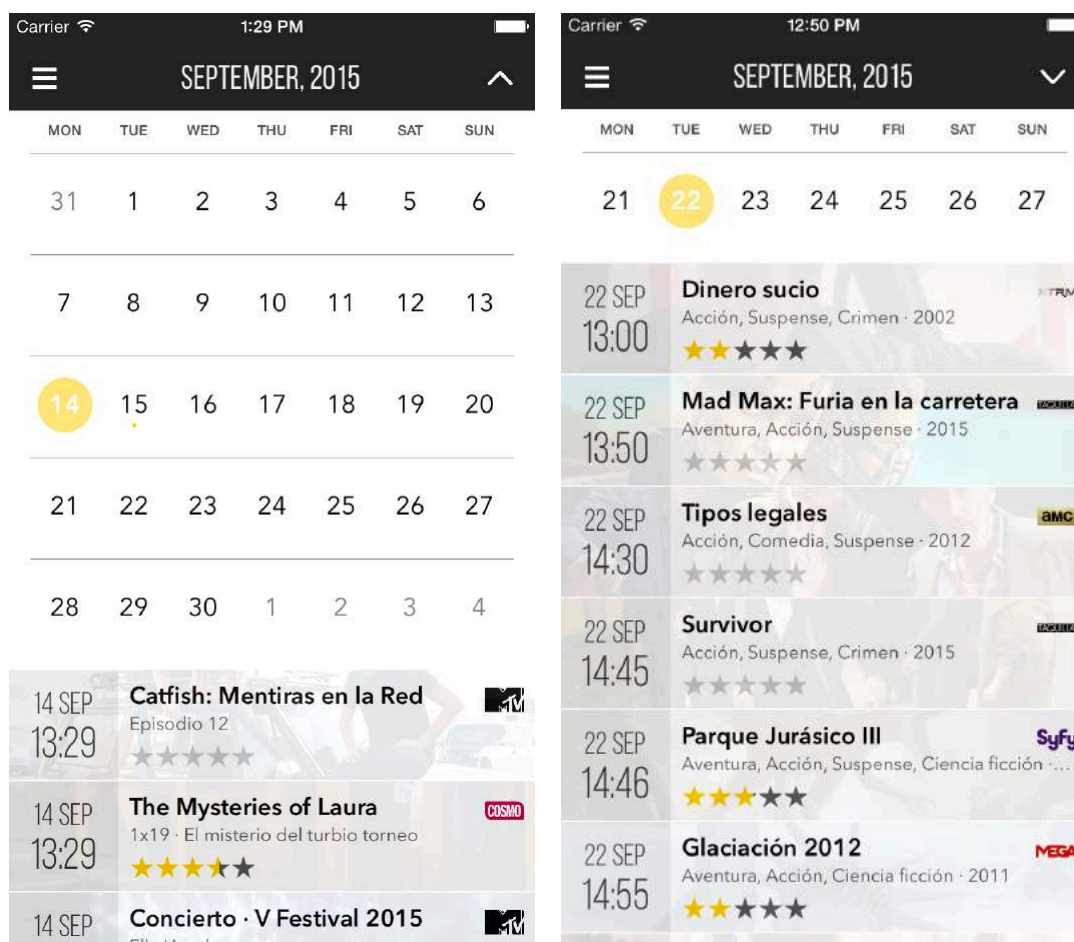 Carrier 1:29 PM
SEPTEMBER, 2015
MON TUE WED THU FRI SAT SUN
31 1 2 3 4 5 6
7 8 9 10 11 12 13
14 15 16 17 18 19 20
21 22 23 24 25 26 27
28 29 30 1 2 3 4
14 SEP
13:29
Catfish: Mentiras en la Red
Episodio 12
MTV
14 SEP
13:29
The Mysteries of Laura
1x19 · El misterio del turbio torneo
COSMO
14 SEP
Concierto · V Festival 2015
MTV
Carrier 12:50 PM
SEPTEMBER, 2015
MON TUE WED THU FRI SAT SUN
21 22 23 24 25 26 27
22 SEP
13:00
Dinero sucio
Acción, Suspense, Crimen · 2002
22 SEP
13:50
Mad Max: Furia en la carretera
Aventura, Acción, Suspense · 2015
22 SEP
14:30
Tipos legales
Acción, Comedia, Suspense · 2012
aMC
22 SEP
14:45
Survivor
Acción, Suspense, Crimen · 2015
22 SEP
14:46
Parque Jurásico III
Aventura, Acción, Suspense, Ciencia ficción ·...
Syfy
22 SEP
14:55
Glaciación 2012
Aventura, Acción, Ciencia ficción · 2011
MEGA